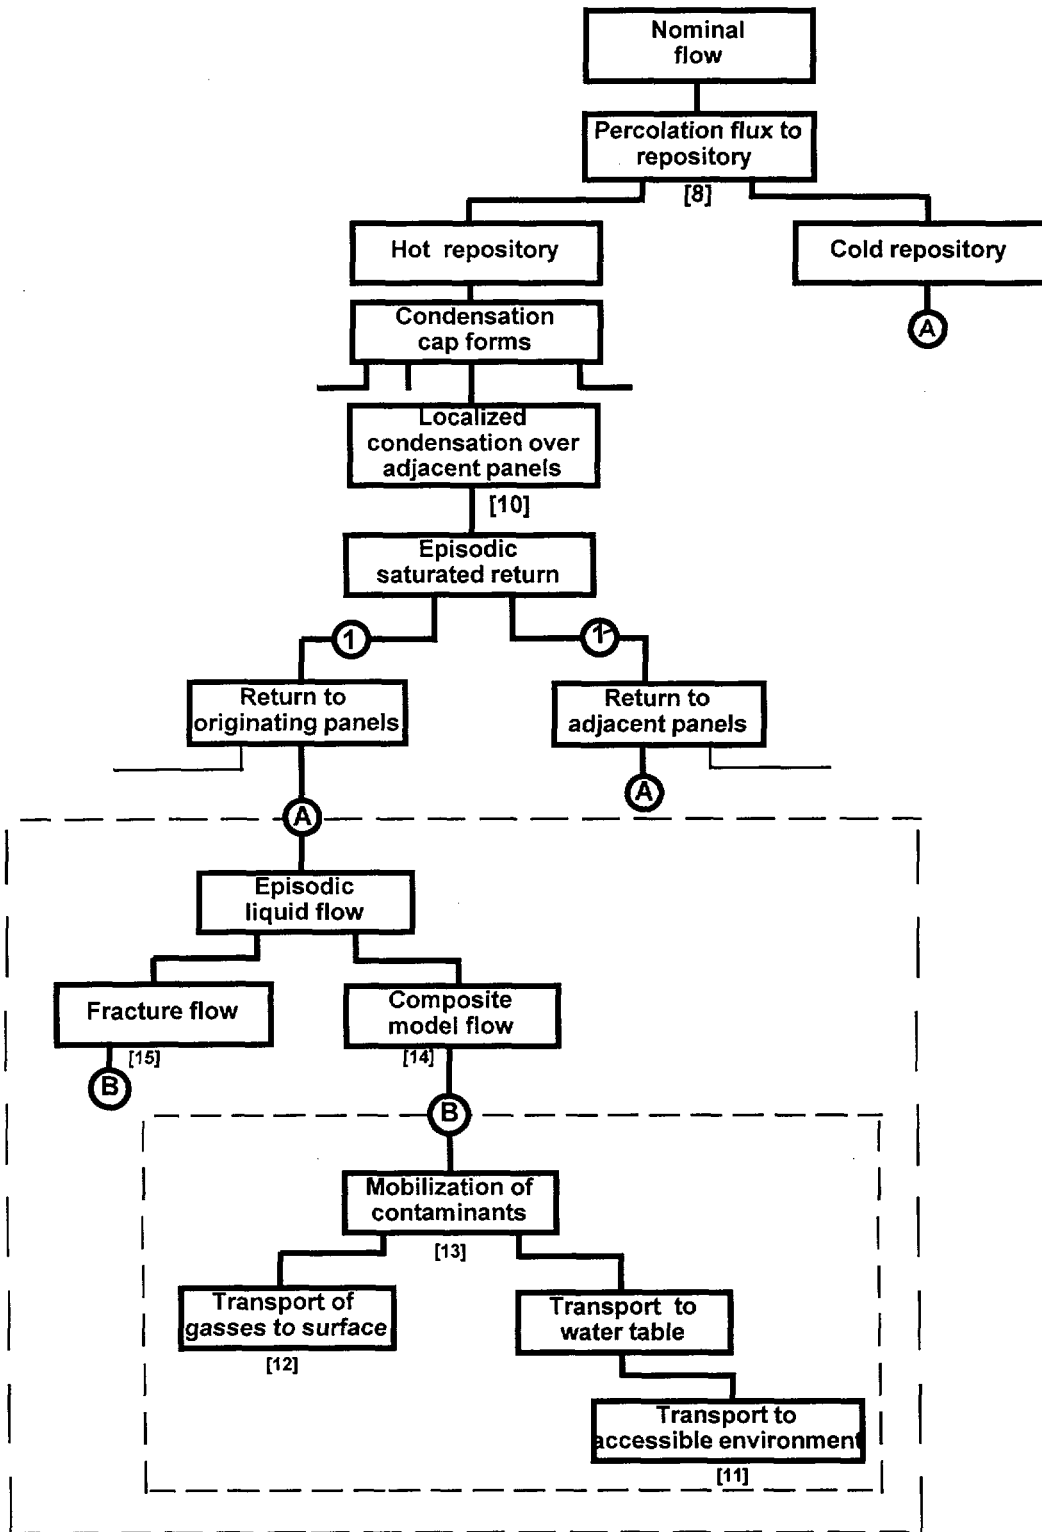 Nominal
flow
Percolation flux to
repository
[8]
Hot repository
Cold repository
Condensation
cap forms
A
Localized
condensation over
adjacent panels
[10]
Episodic
saturated return
1
1
Return to
originating panels
Return to
adjacent panels
A
A
Episodic
liquid flow
Fracture flow
Composite
model flow
[15]
[14]
B
B
Mobilization of
contaminants
[13]
Transport of
gasses to surface
Transport to
water table
[12]
Transport to
accessible environment
[11]